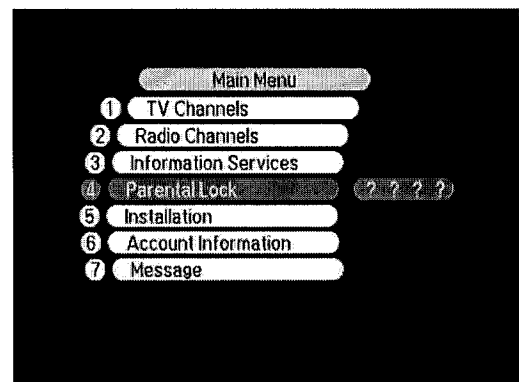 Main Menu
1 TV Channels
2 Radio Channels
3 Information Services
4 Parental Lock ? ? ? ?
5 Installation
6 Account Information
7 Message